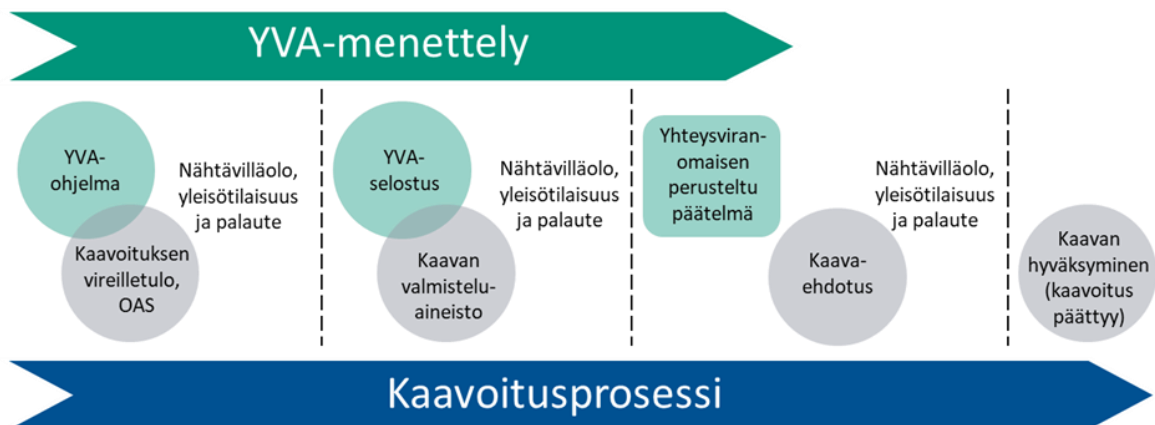 YVA-menettely
YVA-
ohjelma
Kaavoituksen
vireilletulo,
OAS
Nähtävilläolo,
yleisötilaisuus
ja palaute
YVA-
selostus
Kaavan
valmistelu-
aineisto
Nähtävilläolo,
yleisötilaisuus
ja palaute
Yhteysviran-
omaisen
perusteltu
päätelmä
Kaava-
ehdotus
Nähtävilläolo,
yleisötilaisuus
ja palaute
Kaavan
hyväksyminen
(kaavoitus
päättyy)
Kaavoitusprosessi